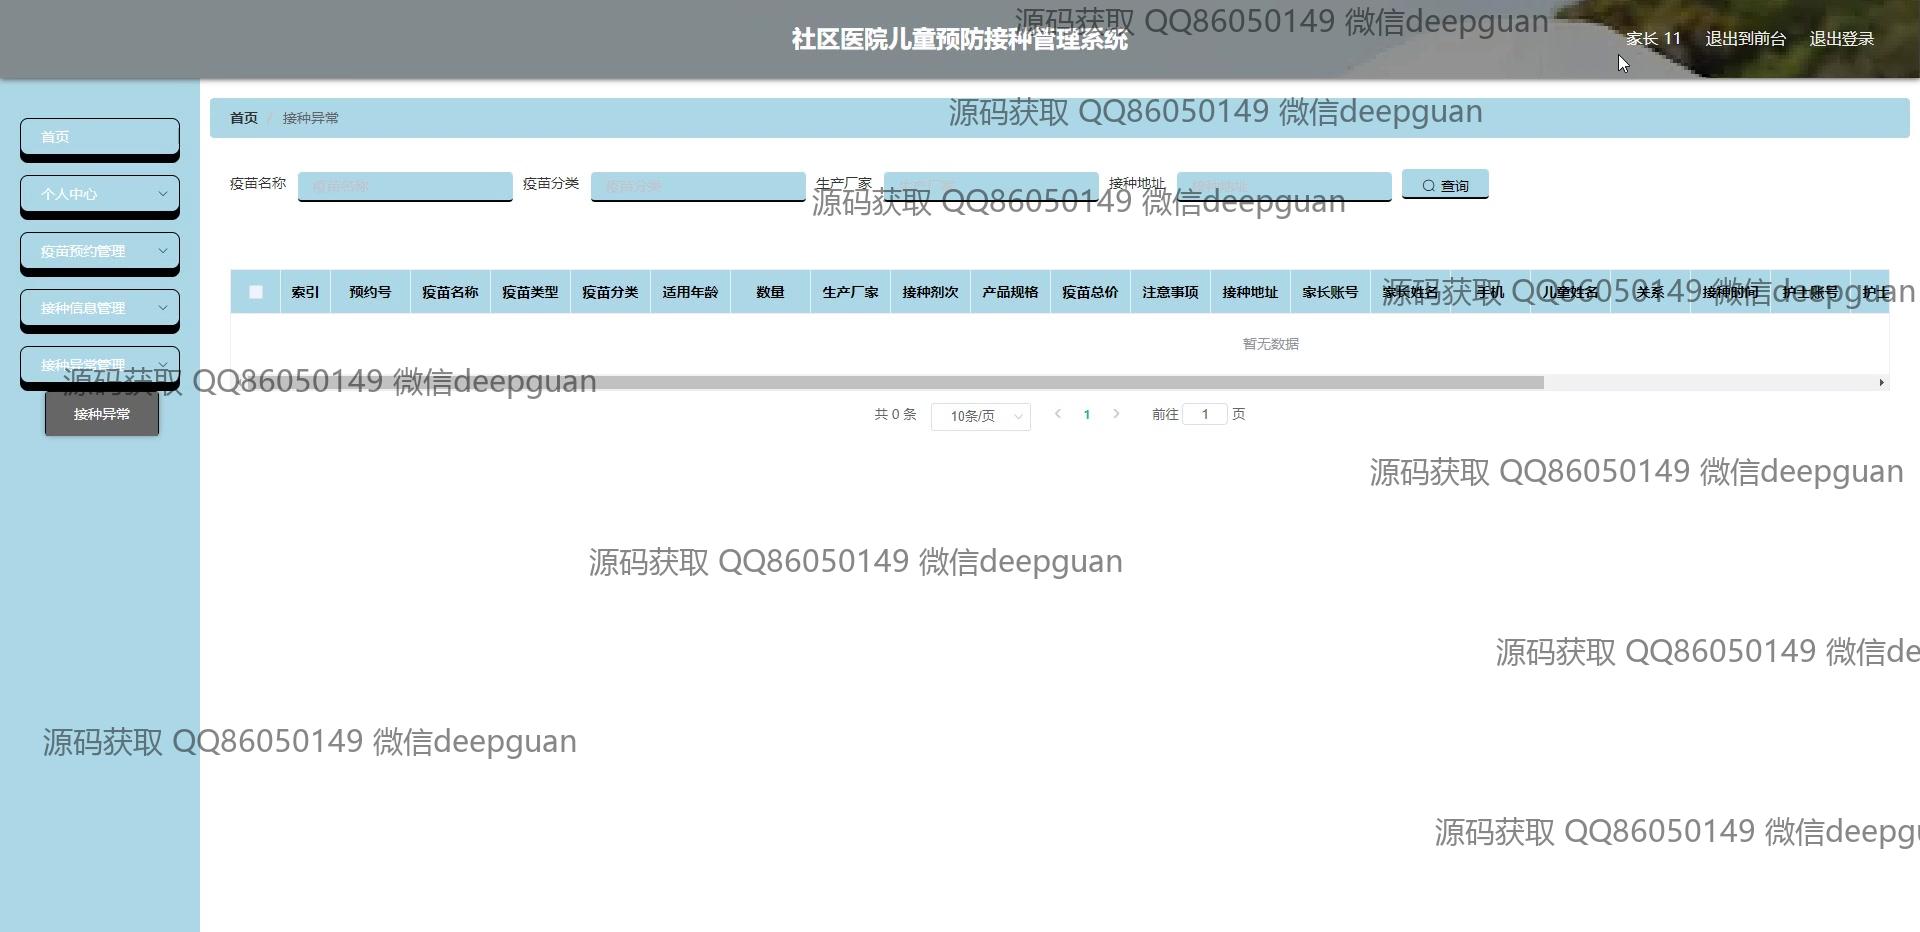 社区医院儿童预防接种管理系统
源码获取 QQ86050149 微信deepguan
家长 11 退出到前台 退出登录
首页 / 接种异常
源码获取 QQ86050149 微信deepguan
首页
个人中心
疫苗预约管理
接种信息管理
接种异常管理
接种异常
疫苗名称 疫苗名称 疫苗分类 疫苗分类 生产厂家 生产厂家 接种地址 接种地址 查询
源码获取 QQ86050149 微信deepguan
索引 预约号 疫苗名称 疫苗类型 疫苗分类 适用年龄 数量 生产厂家 接种剂次 产品规格 疫苗总价 注意事项 接种地址 家长账号 家长姓名 手机 儿童姓名 关系 接种时间 护士账号 护士
源码获取 QQ86050149 微信deepguan
暂无数据
源码获取 QQ86050149 微信deepguan
共 0 条 10条/页 1 前往 1 页
源码获取 QQ86050149 微信deepguan
源码获取 QQ86050149 微信deepguan
源码获取 QQ86050149 微信de
源码获取 QQ86050149 微信deepguan
源码获取 QQ86050149 微信deepgu